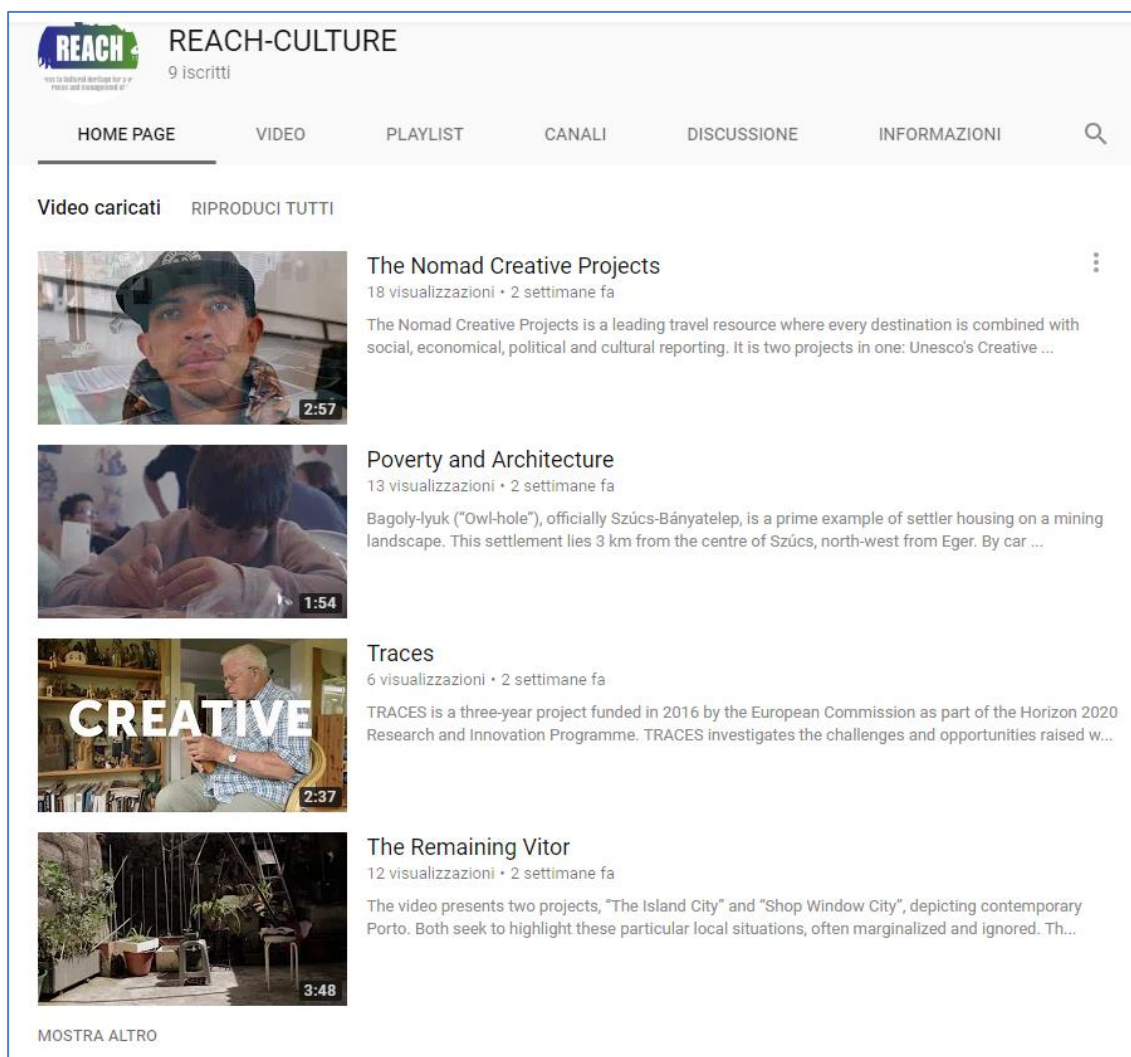 REACH
REACH-CULTURE
9 iscritti
HOME PAGE
VIDEO
PLAYLIST
CANALI
DISCUSSIONE
INFORMAZIONI
Video caricati
RIPRODUCI TUTTI
The Nomad Creative Projects
18 visualizzazioni • 2 settimane fa
The Nomad Creative Projects is a leading travel resource where every destination is combined with
social, economical, political and cultural reporting. It is two projects in one: Unesco's Creative ...
2:57
Poverty and Architecture
13 visualizzazioni • 2 settimane fa
Bagoly-lyuk (“Owl-hole”), officially Szúcs-Bányatelep, is a prime example of settler housing on a mining
landscape. This settlement lies 3 km from the centre of Szúcs, north-west from Eger. By car ...
1:54
CREATIVE
Traces
6 visualizzazioni • 2 settimane fa
TRACES is a three-year project funded in 2016 by the European Commission as part of the Horizon 2020
Research and Innovation Programme. TRACES investigates the challenges and opportunities raised w...
2:37
The Remaining Vitor
12 visualizzazioni • 2 settimane fa
The video presents two projects, “The Island City” and “Shop Window City”, depicting contemporary
Porto. Both seek to highlight these particular local situations, often marginalized and ignored. Th...
3:48
MOSTRA ALTRO